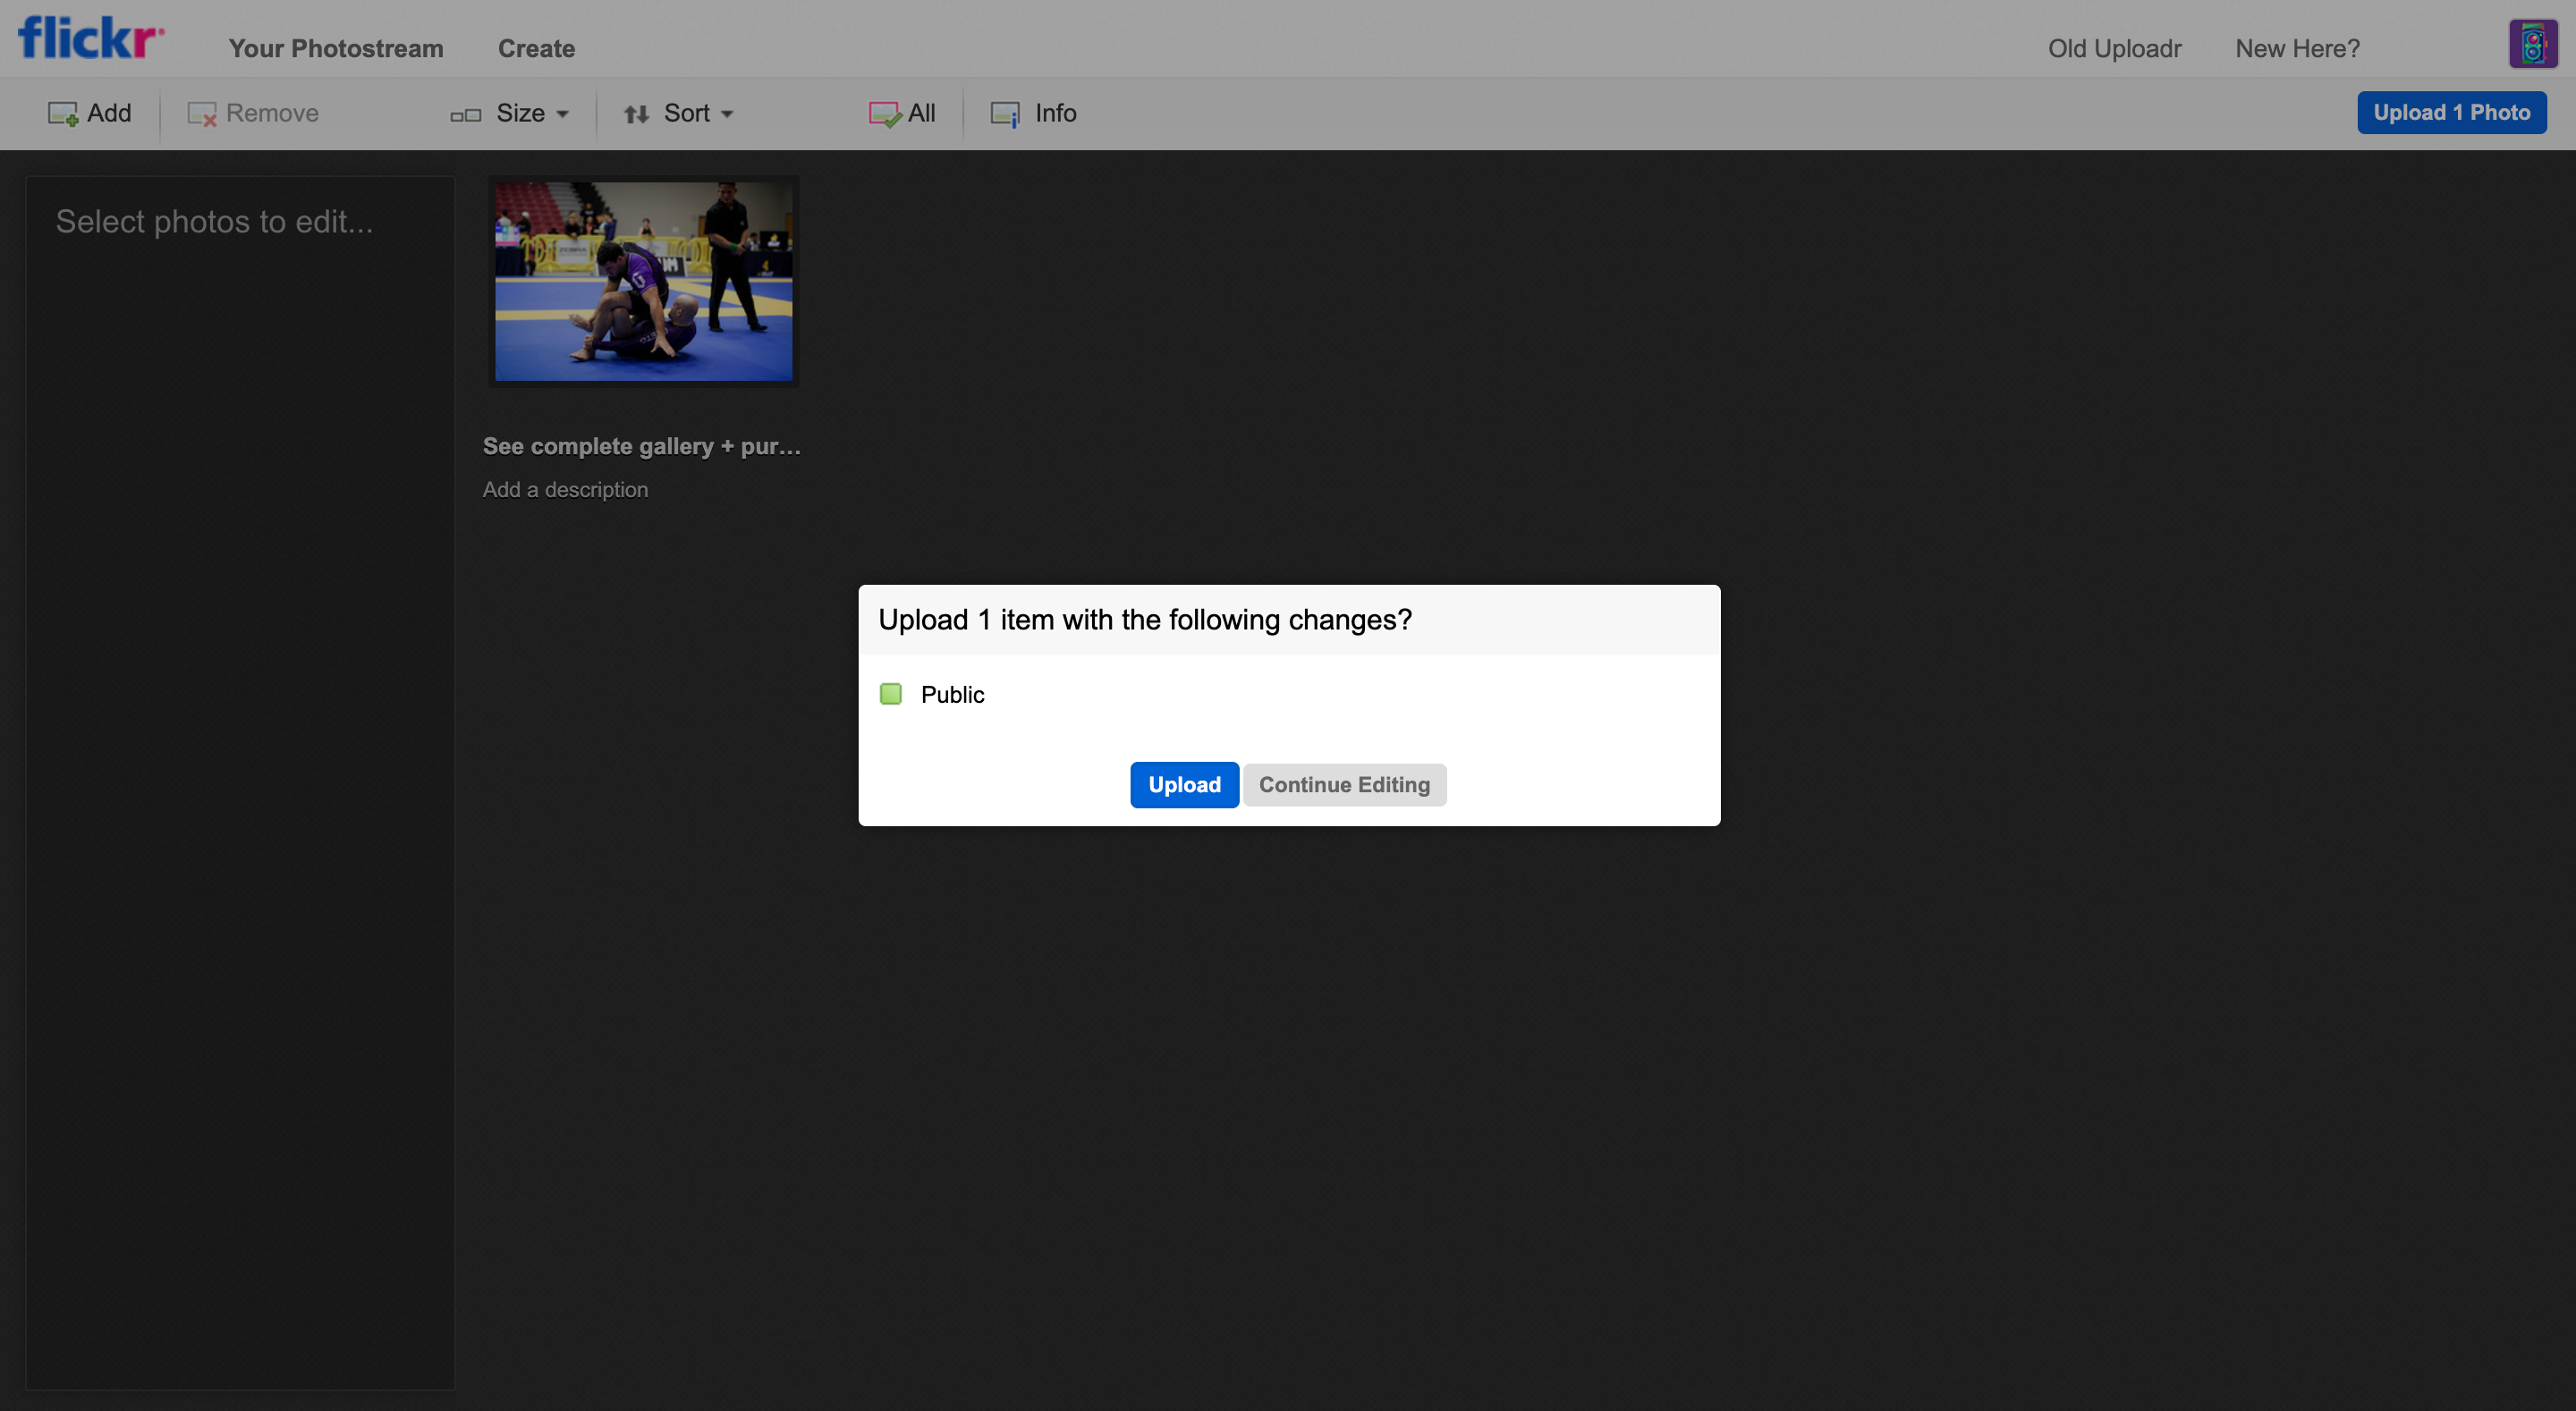 flickr
Your Photostream
Create
Old Uploadr
New Here?
Add
Remove
Size
Sort
All
Info
Upload 1 Photo
Select photos to edit...
See complete gallery + pur...
Add a description
Upload 1 item with the following changes?
Public
Upload
Continue Editing